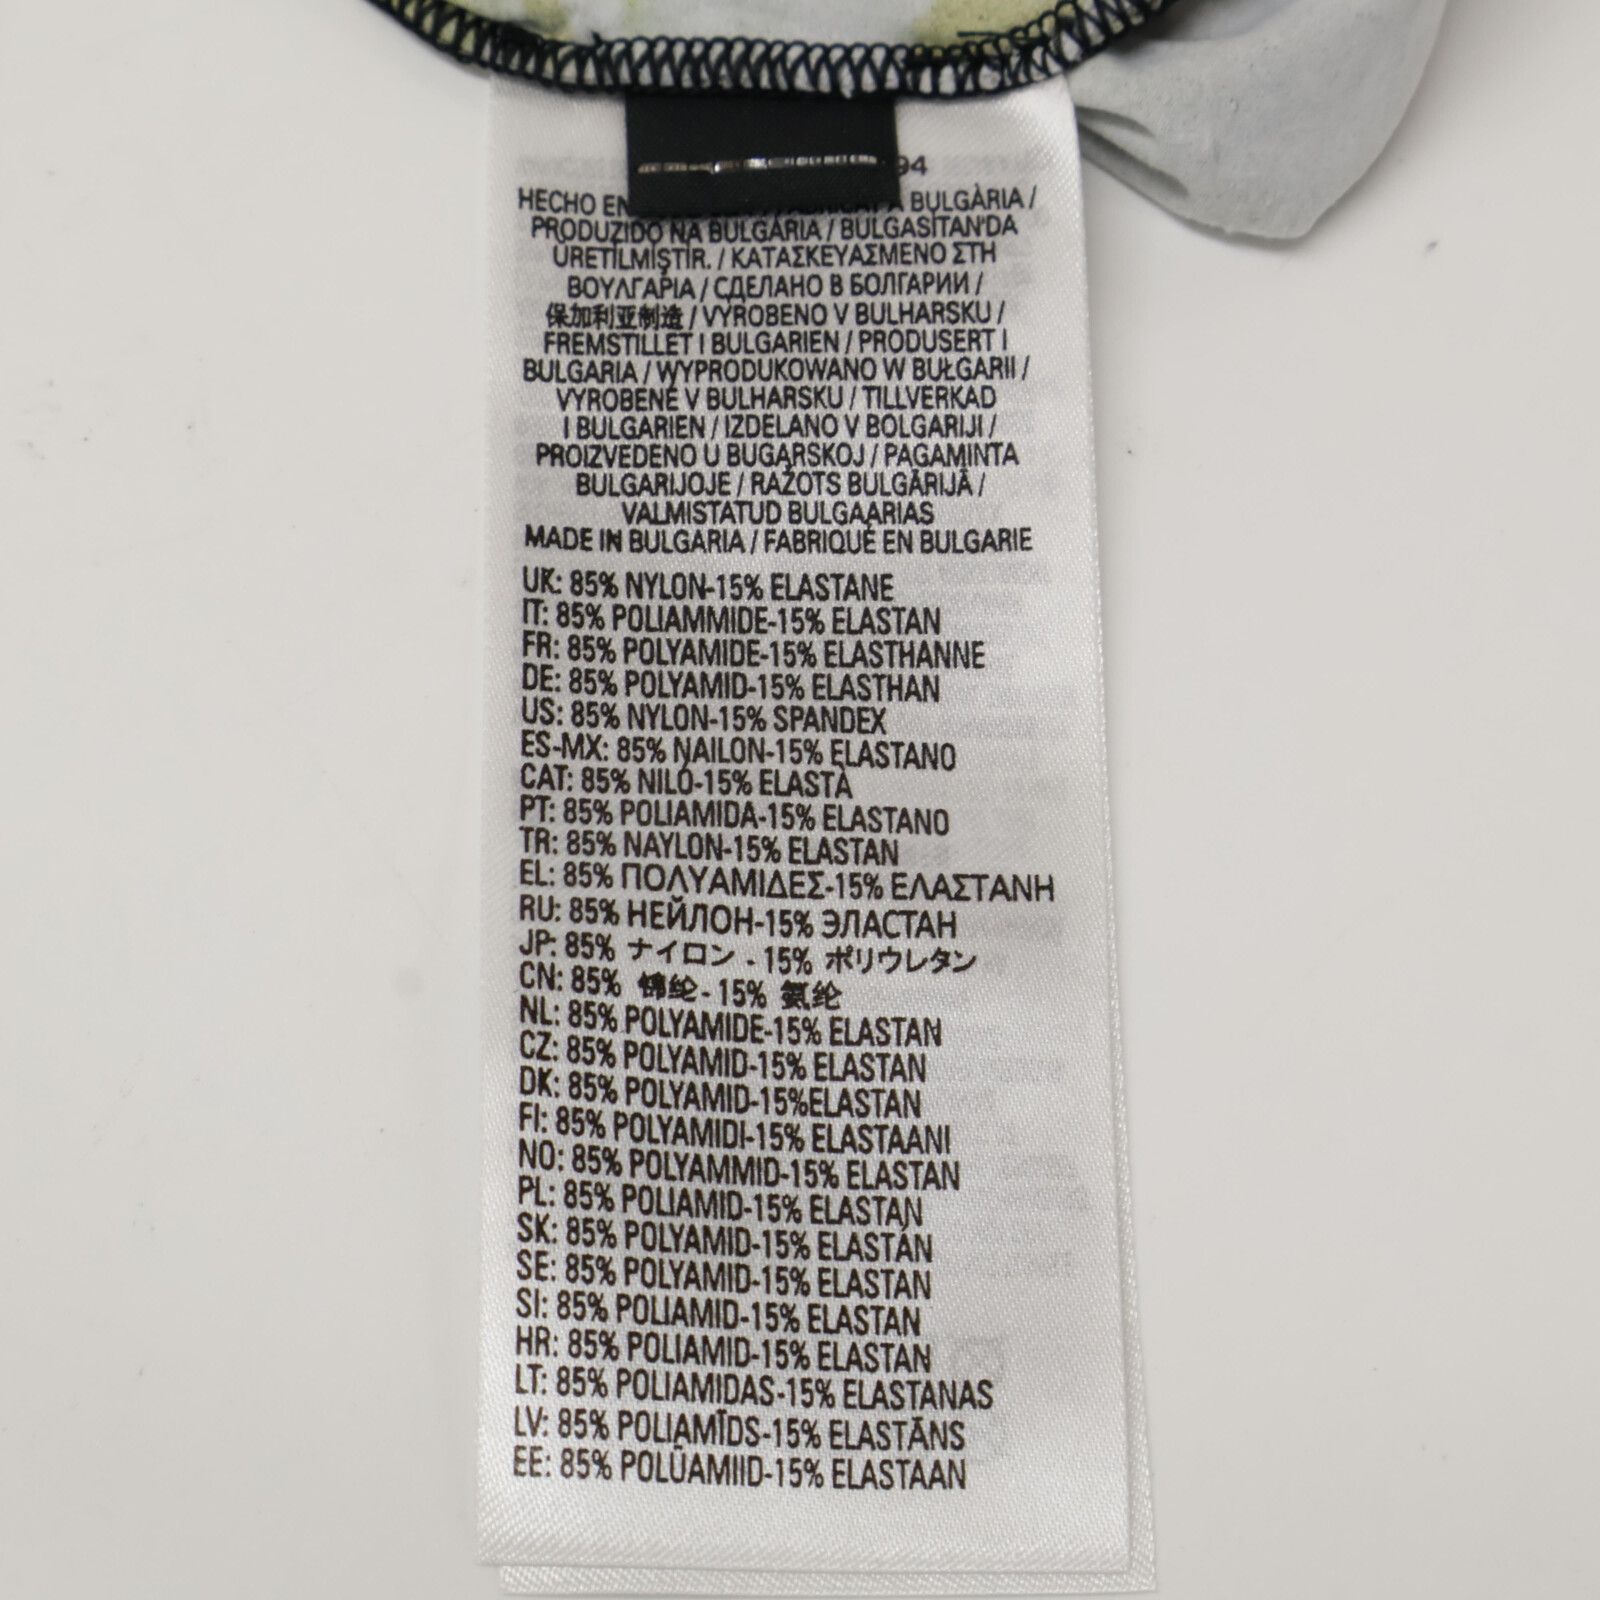 94
HECHO EN BULGÀRIA /
PRODUZIDO NA BULGÁRIA / BULGASİTAN'DA
URETİLMİŞTİR. / ΚΑΤΑΣΚΕΥΑΣΜΕΝΟ ΣΤΗ
ΒΟΥΛΓΑΡΙΑ / СДЕЛАНО В БОЛГАРИИ /
保加利亚制造 / VYROBENO V BULHARSKU /
FREMSTILLET I BULGARIEN / PRODUSERT I
BULGARIA / WYPRODUKOWANO W BUŁGARII /
VYROBENÉ V BULHARSKU / TILLVERKAD
I BULGARIEN / IZDELANO V BOLGARIJI /
PROIZVEDENO U BUGARSKOJ / PAGAMINTA
BULGARIJOJE / RAŽOTS BULGĀRIJĀ /
VALMISTATUD BULGAARIAS
MADE IN BULGARIA / FABRIQUÉ EN BULGARIE
UK: 85% NYLON-15% ELASTANE
IT: 85% POLIAMMIDE-15% ELASTAN
FR: 85% POLYAMIDE-15% ELASTHANNE
DE: 85% POLYAMID-15% ELASTHAN
US: 85% NYLON-15% SPANDEX
ES-MX: 85% NAILON-15% ELASTANO
CAT: 85% NILÓ-15% ELASTÀ
PT: 85% POLIAMIDA-15% ELASTANO
TR: 85% NAYLON-15% ELASTAN
EL: 85% ΠΟΛΥΑΜΙΔΕΣ-15% ΕΛΑΣΤΑΝΗ
RU: 85% НЕЙЛОН-15% ЭЛАСТАН
JP: 85% ナイロン - 15% ポリウレタン
CN: 85% 锦纶 - 15% 氨纶
NL: 85% POLYAMIDE-15% ELASTAN
CZ: 85% POLYAMID-15% ELASTAN
DK: 85% POLYAMID-15%ELASTAN
FI: 85% POLYAMIDI-15% ELASTAANI
NO: 85% POLYAMMID-15% ELASTAN
PL: 85% POLIAMID-15% ELASTAN
SK: 85% POLYAMID-15% ELASTÁN
SE: 85% POLYAMID-15% ELASTAN
SI: 85% POLIAMID-15% ELASTAN
HR: 85% POLIAMID-15% ELASTAN
LT: 85% POLIAMIDAS-15% ELASTANAS
LV: 85% POLIAMĪDS-15% ELASTĀNS
EE: 85% POLÜAMIID-15% ELASTAAN